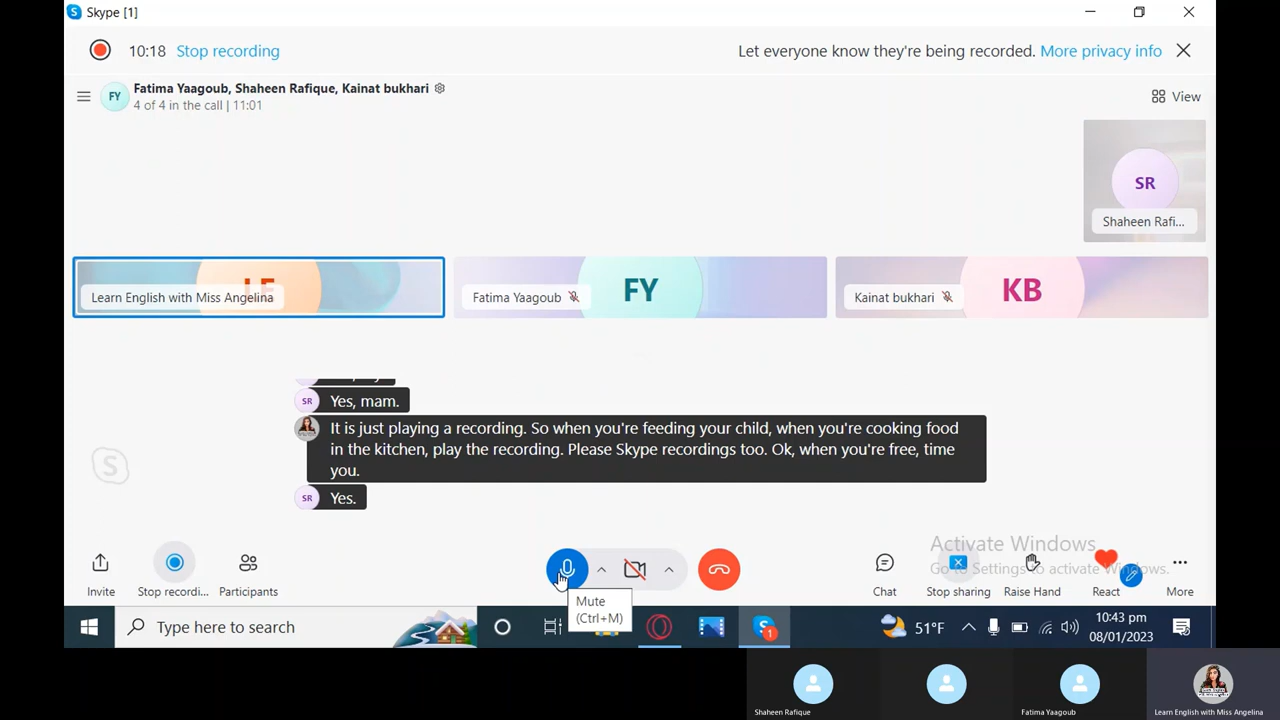 Skype [1]
10:18 Stop recording
Let everyone know they're being recorded. More privacy info
FY
Fatima Yaagoub, Shaheen Rafique, Kainat bukhari
4 of 4 in the call | 11:01
View
SR
Shaheen Rafi...
LE
Learn English with Miss Angelina
Fatima Yaagoub
FY
Kainat bukhari
KB
SR Yes, mam.
It is just playing a recording. So when you're feeding your child, when you're cooking food
in the kitchen, play the recording. Please Skype recordings too. Ok, when you're free, time
you.
SR Yes.
Activate Windows
Go to Settings to activate Windows.
Invite
Stop recordi...
Participants
Chat
Stop sharing
Raise Hand
React
More
Mute
(Ctrl+M)
Type here to search
1
51°F
10:43 pm
08/01/2023
Shaheen Rafique
Fatima Yaagoub
Learn English with Miss Angelina